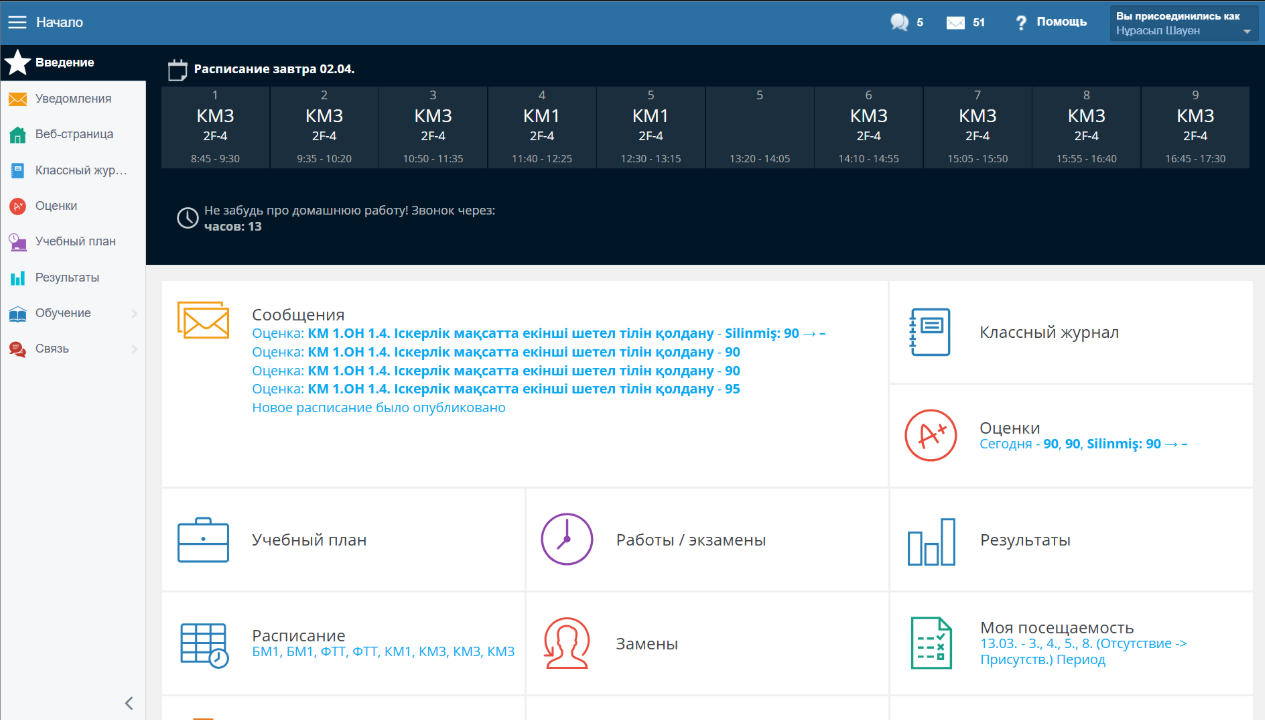 Начало
5
51
? Помощь
Вы присоединились как
Нұрасыл Шауен
Введение
Уведомления
Веб-страница
Классный жур...
Оценки
Учебный план
Результаты
Обучение
Связь
Расписание завтра 02.04.
1 2 3 4 5 5 6 7 8 9
КМ3 КМ3 КМ3 КМ1 КМ1 КМ3 КМ3 КМ3 КМ3
2F-4 2F-4 2F-4 2F-4 2F-4 2F-4 2F-4 2F-4 2F-4
8:45 - 9:30 9:35 - 10:20 10:50 - 11:35 11:40 - 12:25 12:30 - 13:15 13:20 - 14:05 14:10 - 14:55 15:05 - 15:50 15:55 - 16:40 16:45 - 17:30
Не забудь про домашнюю работу! Звонок через:
часов: 13
Сообщения
Оценка: КМ 1.ОН 1.4. Іскерлік мақсатта екінші шетел тілін қолдану - Silinmiş: 90 → –
Оценка: КМ 1.ОН 1.4. Іскерлік мақсатта екінші шетел тілін қолдану - 90
Оценка: КМ 1.ОН 1.4. Іскерлік мақсатта екінші шетел тілін қолдану - 90
Оценка: КМ 1.ОН 1.4. Іскерлік мақсатта екінші шетел тілін қолдану - 95
Новое расписание было опубликовано
Классный журнал
A+
Оценки
Сегодня - 90, 90, Silinmiş: 90 → –
Учебный план
Работы / экзамены
Результаты
Расписание
БМ1, БМ1, ФТТ, ФТТ, КМ1, КМ3, КМ3, КМ3
Замены
Моя посещаемость
13.03. - 3., 4., 5., 8. (Отсутствие ->
Присутств.) Период